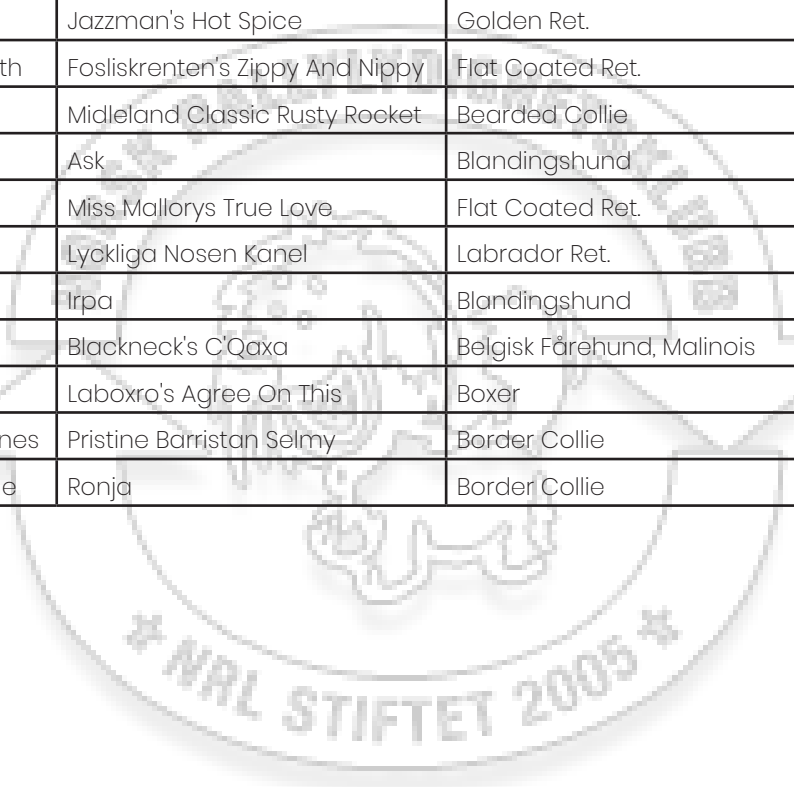 Jazzman's Hot Spice Golden Ret.
th Fosliskrenten's Zippy And Nippy Flat Coated Ret.
Midleland Classic Rusty Rocket Bearded Collie
Ask Blandingshund
Miss Mallorys True Love Flat Coated Ret.
Lyckliga Nosen Kanel Labrador Ret.
Irpa Blandingshund
Blackneck's C'Qaxa Belgisk Fårehund, Malinois
Laboxro's Agree On This Boxer
nes Pristine Barristan Selmy Border Collie
e Ronja Border Collie
NORSK RALLYLYDIGHETSKLUBB
* NRL STIFTET 2005 *